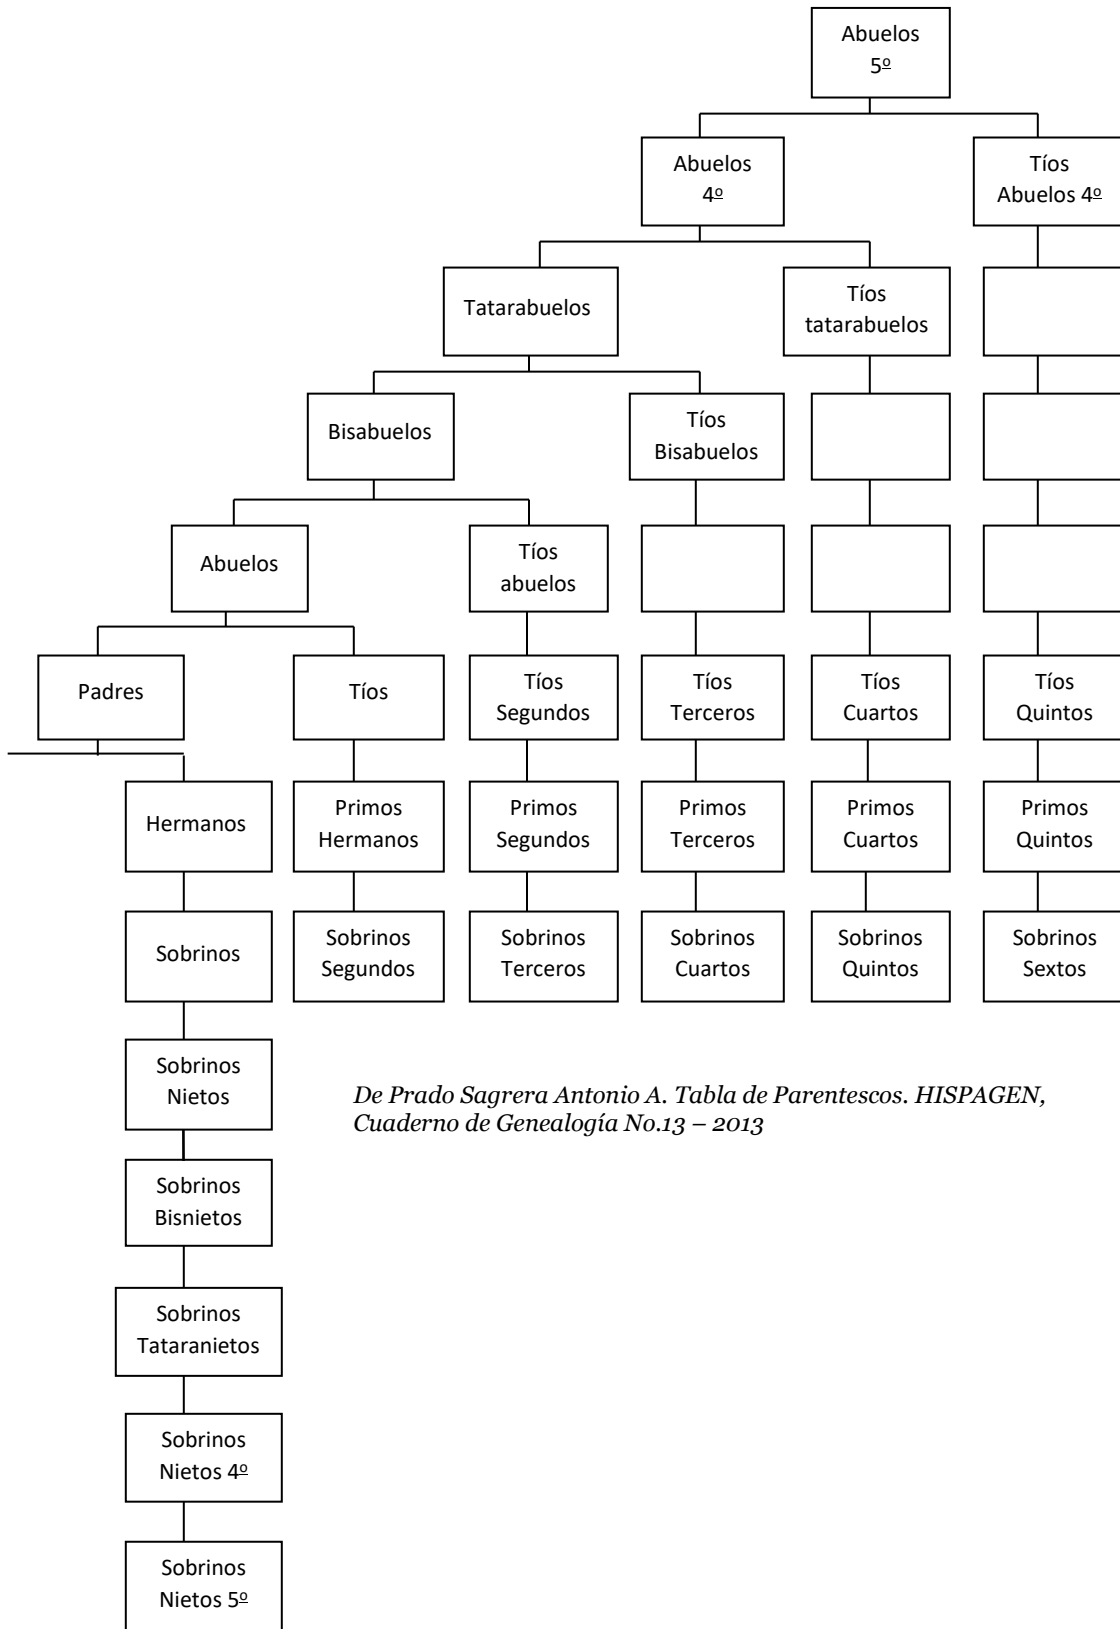 Abuelos
5º
Abuelos
4º
Tíos
Abuelos 4º
Tatarabuelos
Tíos
tatarabuelos
Bisabuelos
Tíos
Bisabuelos
Abuelos
Tíos
abuelos
Padres
Tíos
Tíos
Segundos
Tíos
Terceros
Tíos
Cuartos
Tíos
Quintos
Hermanos
Primos
Hermanos
Primos
Segundos
Primos
Terceros
Primos
Cuartos
Primos
Quintos
Sobrinos
Sobrinos
Segundos
Sobrinos
Terceros
Sobrinos
Cuartos
Sobrinos
Quintos
Sobrinos
Sextos
Sobrinos
Nietos
De Prado Sagrera Antonio A. Tabla de Parentescos. HISPAGEN,
Cuaderno de Genealogía No.13 – 2013
Sobrinos
Bisnietos
Sobrinos
Tataranietos
Sobrinos
Nietos 4º
Sobrinos
Nietos 5º